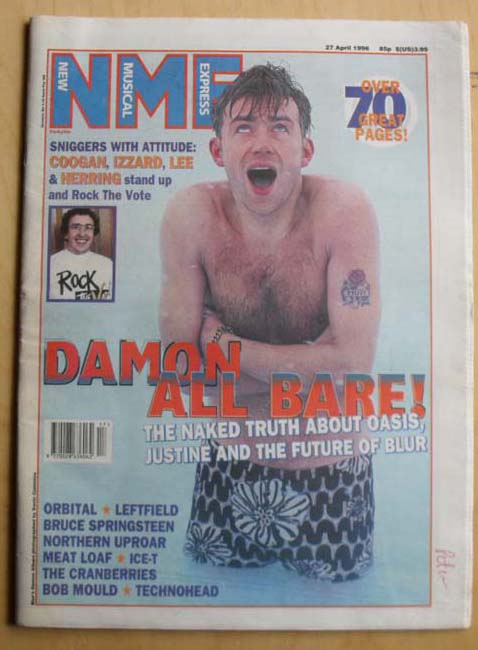 27 April 1996 85p $(US)3.95
NME
NEW
MUSICAL
EXPRESS
OVER
70
GREAT
PAGES!
SNIGGERS WITH ATTITUDE:
COOGAN, IZZARD, LEE
& HERRING stand up
and Rock The Vote
ROCK
DAMON
ALL BARE!
THE NAKED TRUTH ABOUT OASIS,
JUSTINE AND THE FUTURE OF BLUR
ORBITAL ★ LEFTFIELD
BRUCE SPRINGSTEEN
NORTHERN UPROAR
MEAT LOAF ★ ICE-T
THE CRANBERRIES
BOB MOULD ★ TECHNOHEAD